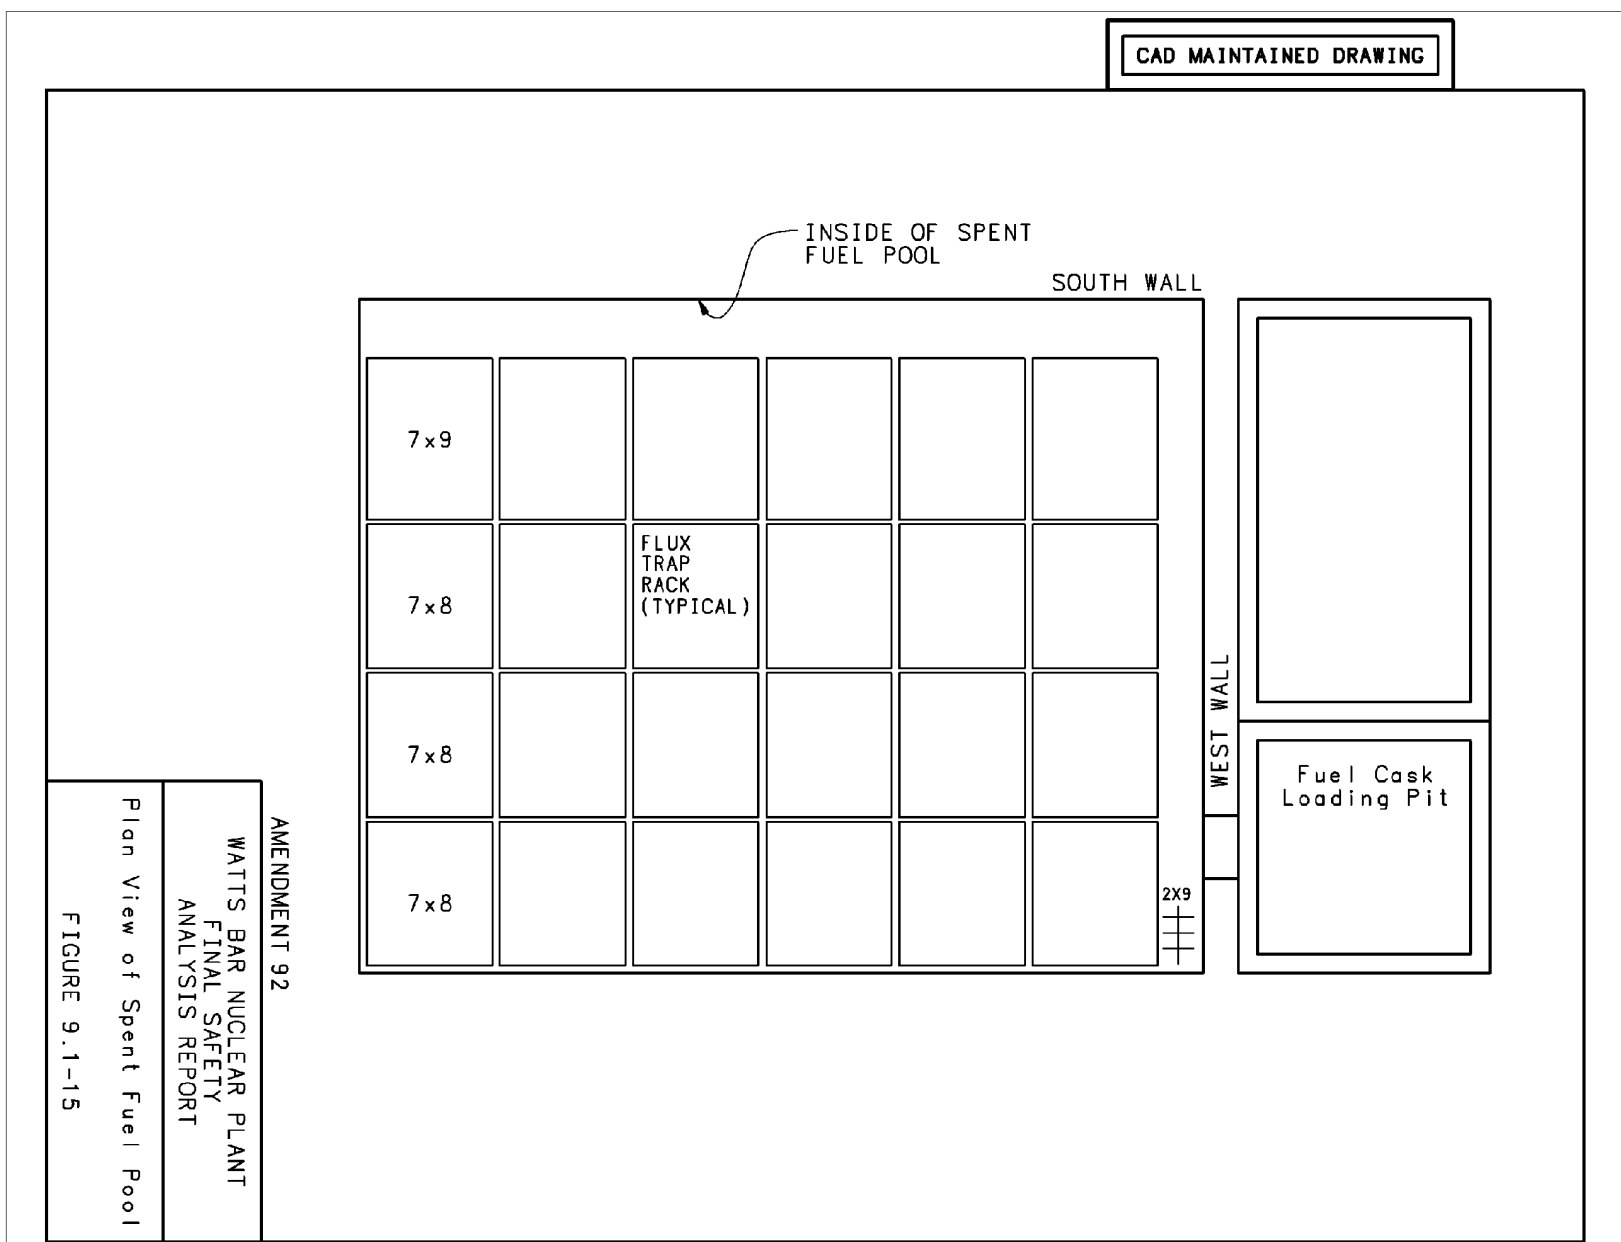 CAD MAINTAINED DRAWING
INSIDE OF SPENT
FUEL POOL
SOUTH WALL
7x9
FLUX
TRAP
RACK
(TYPICAL)
7x8
WEST WALL
7x8
Fuel Cask
Loading Pit
7x8
2X9
AMENDMENT 92
WATTS BAR NUCLEAR PLANT
FINAL SAFETY
ANALYSIS REPORT
Plan View of Spent Fuel Pool
FIGURE 9.1-15